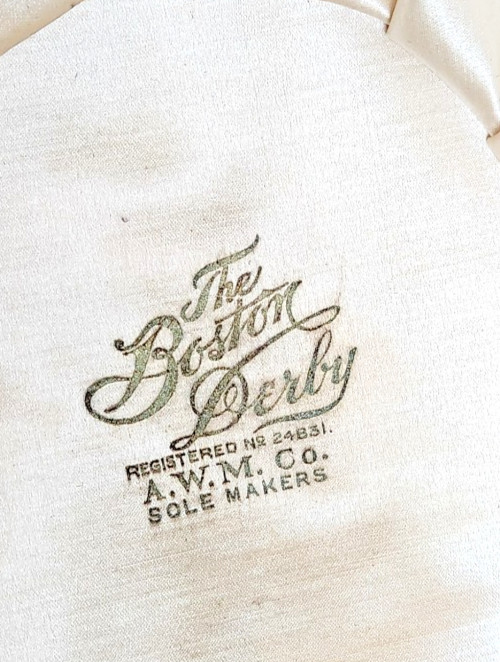 The
Boston
Derby
REGISTERED No 24831.
A.W.M. Co.
SOLE MAKERS